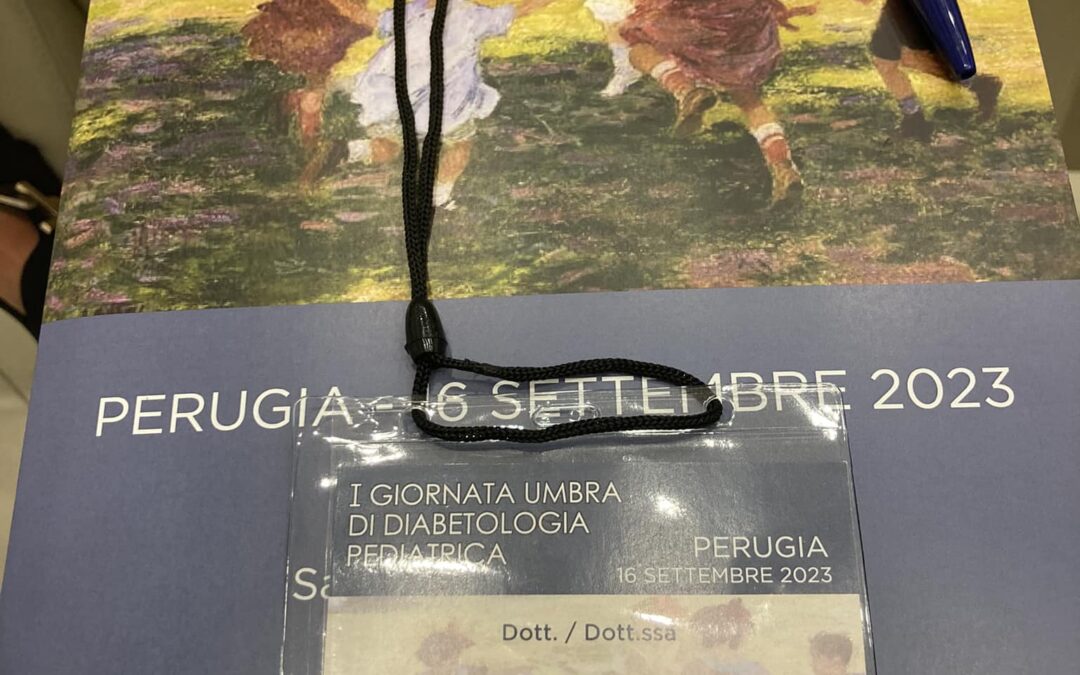 PERUGIA - 16 SETTEMBRE 2023
I GIORNATA UMBRA
DI DIABETOLOGIA
PEDIATRICA
PERUGIA
16 SETTEMBRE 2023
Dott. / Dott.ssa